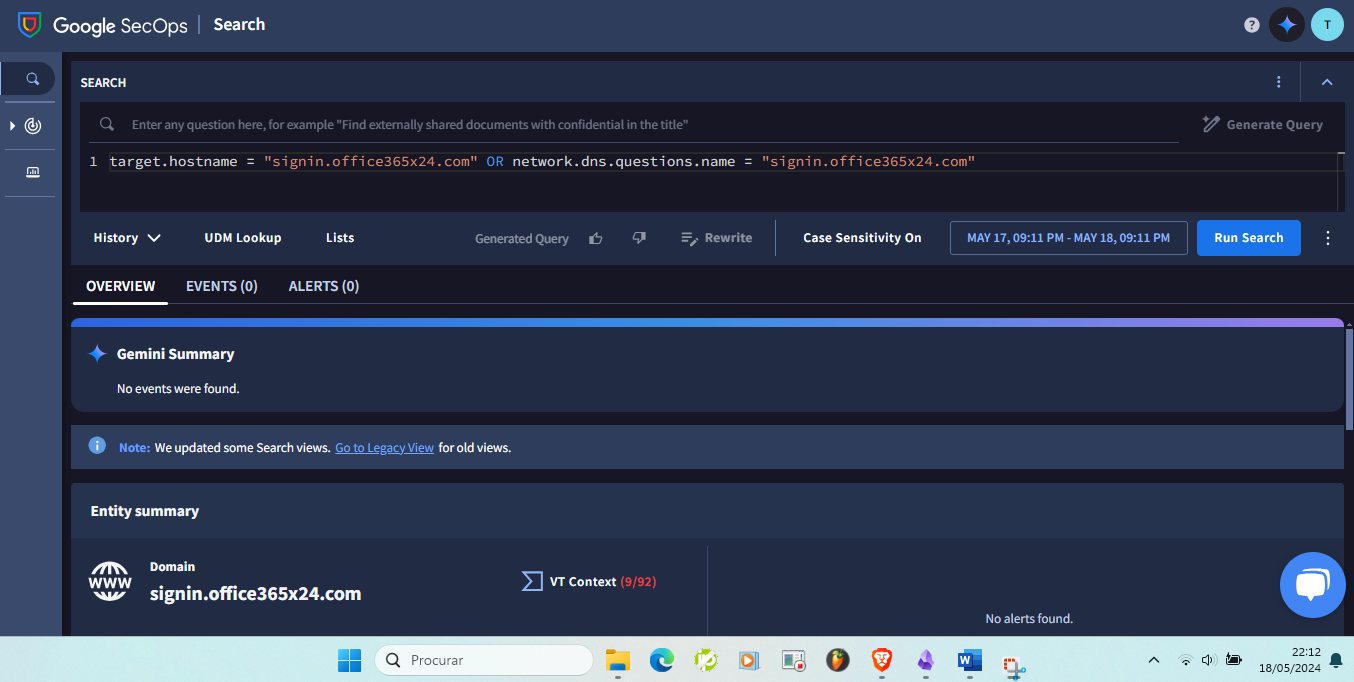 Google SecOps | Search
? T
SEARCH
Enter any question here, for example "Find externally shared documents with confidential in the title"
Generate Query
1 target.hostname = "signin.office365x24.com" OR network.dns.questions.name = "signin.office365x24.com"
History UDM Lookup Lists Generated Query Rewrite Case Sensitivity On MAY 17, 09:11 PM - MAY 18, 09:11 PM Run Search
OVERVIEW EVENTS (0) ALERTS (0)
Gemini Summary
No events were found.
Note: We updated some Search views. Go to Legacy View for old views.
Entity summary
WWW
Domain
signin.office365x24.com
VT Context (9/92)
No alerts found.
Procurar
W
22:12
18/05/2024